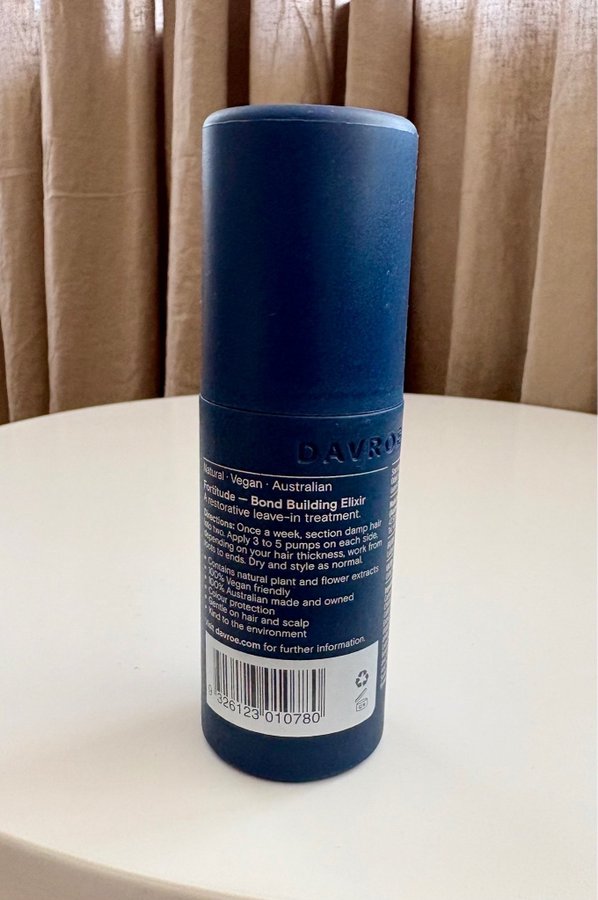 DAVROE
Natural · Vegan · Australian
Fortitude — Bond Building Elixir
A restorative leave-in treatment.
Directions: Once a week, section damp hair
into two. Apply 3 to 5 pumps on each side,
depending on your hair thickness, work from
to ends. Dry and style as normal.
• Contains natural plant and flower extracts
• 100% Vegan friendly
• 100% Australian made and owned
• Colour protection
• Gentle on hair and scalp
• Kind to the environment
Visit davroe.com for further information.
9 326123 010780